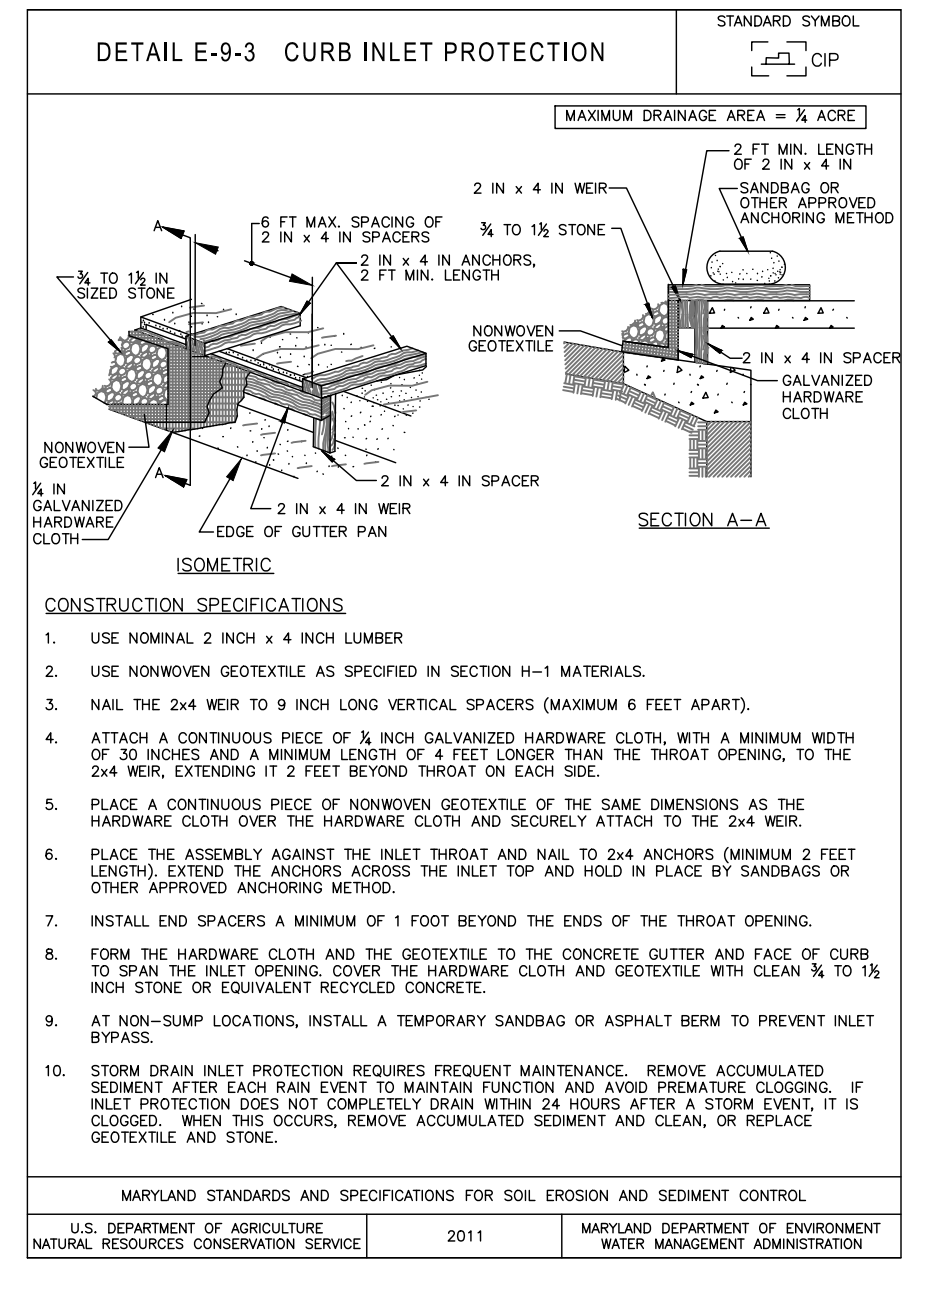 DETAIL E-9-3 CURB INLET PROTECTION
STANDARD SYMBOL
CIP
MAXIMUM DRAINAGE AREA = ¼ ACRE
6 FT MAX. SPACING OF
2 IN x 4 IN SPACERS
2 IN x 4 IN ANCHORS,
2 FT MIN. LENGTH
A
¾ TO 1½ IN
SIZED STONE
NONWOVEN
GEOTEXTILE
A
¼ IN
GALVANIZED
HARDWARE
CLOTH
2 IN x 4 IN SPACER
2 IN x 4 IN WEIR
EDGE OF GUTTER PAN
ISOMETRIC
2 FT MIN. LENGTH
OF 2 IN x 4 IN
2 IN x 4 IN WEIR
SANDBAG OR
OTHER APPROVED
ANCHORING METHOD
¾ TO 1½ STONE
NONWOVEN
GEOTEXTILE
2 IN x 4 IN SPACER
GALVANIZED
HARDWARE
CLOTH
SECTION A-A
CONSTRUCTION SPECIFICATIONS
1. USE NOMINAL 2 INCH x 4 INCH LUMBER
2. USE NONWOVEN GEOTEXTILE AS SPECIFIED IN SECTION H-1 MATERIALS.
3. NAIL THE 2x4 WEIR TO 9 INCH LONG VERTICAL SPACERS (MAXIMUM 6 FEET APART).
4. ATTACH A CONTINUOUS PIECE OF ¼ INCH GALVANIZED HARDWARE CLOTH, WITH A MINIMUM WIDTH
OF 30 INCHES AND A MINIMUM LENGTH OF 4 FEET LONGER THAN THE THROAT OPENING, TO THE
2x4 WEIR, EXTENDING IT 2 FEET BEYOND THROAT ON EACH SIDE.
5. PLACE A CONTINUOUS PIECE OF NONWOVEN GEOTEXTILE OF THE SAME DIMENSIONS AS THE
HARDWARE CLOTH OVER THE HARDWARE CLOTH AND SECURELY ATTACH TO THE 2x4 WEIR.
6. PLACE THE ASSEMBLY AGAINST THE INLET THROAT AND NAIL TO 2x4 ANCHORS (MINIMUM 2 FEET
LENGTH). EXTEND THE ANCHORS ACROSS THE INLET TOP AND HOLD IN PLACE BY SANDBAGS OR
OTHER APPROVED ANCHORING METHOD.
7. INSTALL END SPACERS A MINIMUM OF 1 FOOT BEYOND THE ENDS OF THE THROAT OPENING.
8. FORM THE HARDWARE CLOTH AND THE GEOTEXTILE TO THE CONCRETE GUTTER AND FACE OF CURB
TO SPAN THE INLET OPENING. COVER THE HARDWARE CLOTH AND GEOTEXTILE WITH CLEAN ¾ TO 1½
INCH STONE OR EQUIVALENT RECYCLED CONCRETE.
9. AT NON-SUMP LOCATIONS, INSTALL A TEMPORARY SANDBAG OR ASPHALT BERM TO PREVENT INLET
BYPASS.
10. STORM DRAIN INLET PROTECTION REQUIRES FREQUENT MAINTENANCE. REMOVE ACCUMULATED
SEDIMENT AFTER EACH RAIN EVENT TO MAINTAIN FUNCTION AND AVOID PREMATURE CLOGGING. IF
INLET PROTECTION DOES NOT COMPLETELY DRAIN WITHIN 24 HOURS AFTER A STORM EVENT, IT IS
CLOGGED. WHEN THIS OCCURS, REMOVE ACCUMULATED SEDIMENT AND CLEAN, OR REPLACE
GEOTEXTILE AND STONE.
MARYLAND STANDARDS AND SPECIFICATIONS FOR SOIL EROSION AND SEDIMENT CONTROL
U.S. DEPARTMENT OF AGRICULTURE
NATURAL RESOURCES CONSERVATION SERVICE
2011
MARYLAND DEPARTMENT OF ENVIRONMENT
WATER MANAGEMENT ADMINISTRATION